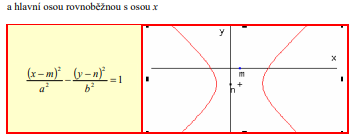 a hlavní osou rovnoběžnou s osou x
(x – m)²/a² − (y – n)²/b² = 1
y
x
m
n +